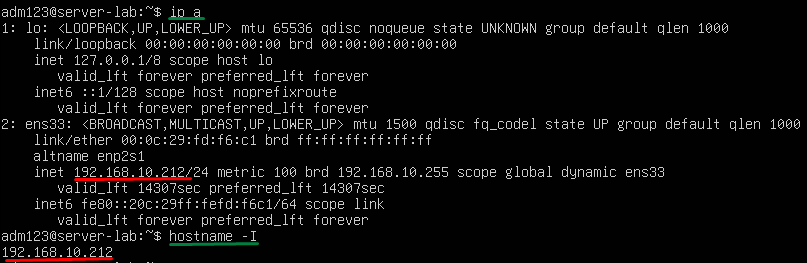 adm123@server-lab:~$ ip a
1: lo: <LOOPBACK,UP,LOWER_UP> mtu 65536 qdisc noqueue state UNKNOWN group default qlen 1000
link/loopback 00:00:00:00:00:00 brd 00:00:00:00:00:00
inet 127.0.0.1/8 scope host lo
valid_lft forever preferred_lft forever
inet6 ::1/128 scope host noprefixroute
valid_lft forever preferred_lft forever
2: ens33: <BROADCAST,MULTICAST,UP,LOWER_UP> mtu 1500 qdisc fq_codel state UP group default qlen 1000
link/ether 00:0c:29:fd:f6:c1 brd ff:ff:ff:ff:ff:ff
altname enp2s1
inet 192.168.10.212/24 metric 100 brd 192.168.10.255 scope global dynamic ens33
valid_lft 14307sec preferred_lft 14307sec
inet6 fe80::20c:29ff:fefd:f6c1/64 scope link
valid_lft forever preferred_lft forever
adm123@server-lab:~$ hostname -I
192.168.10.212